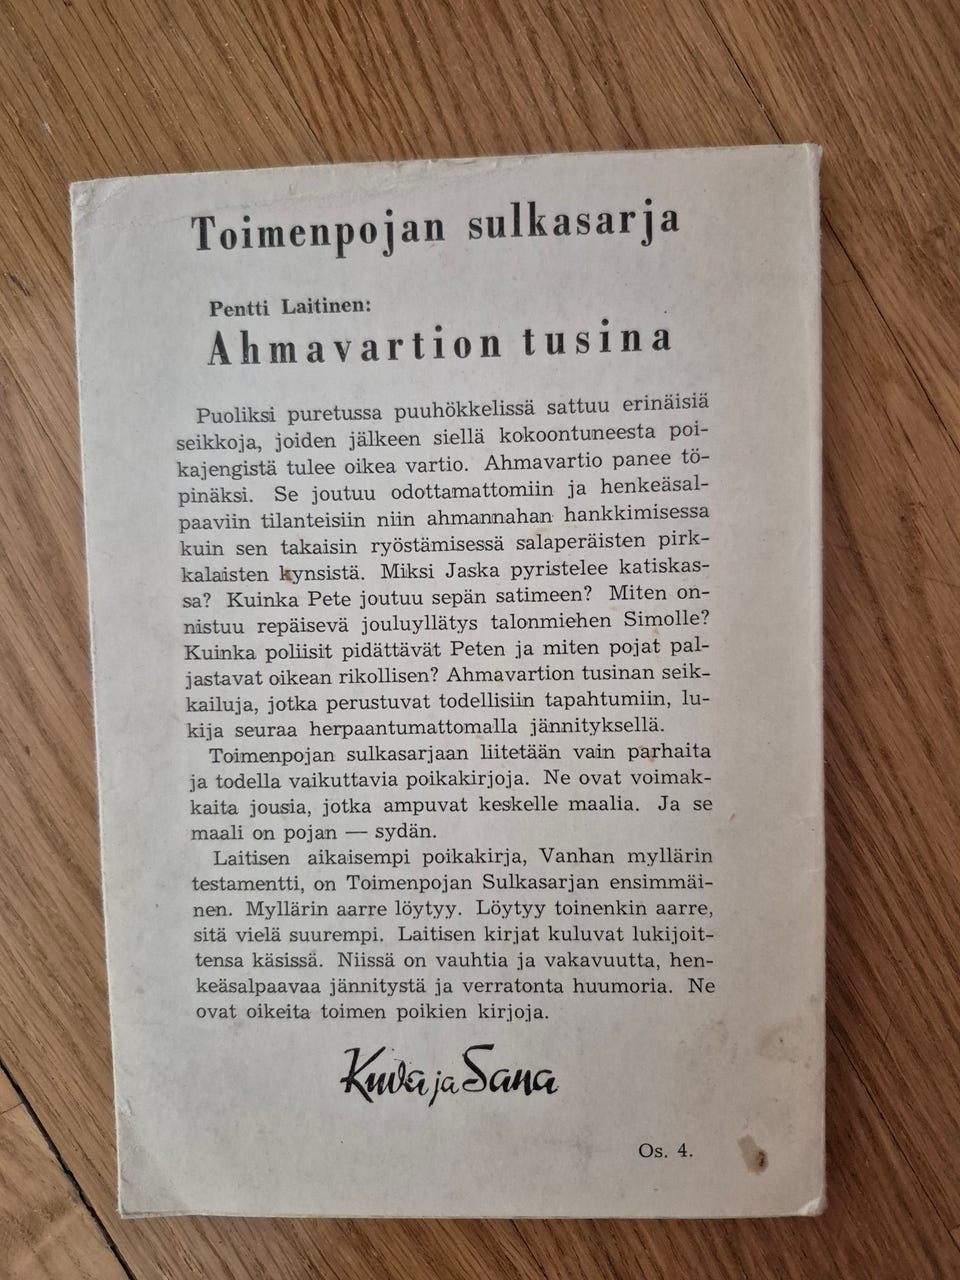 Toimenpojan sulkasarja
Pentti Laitinen:
Ahmavartion tusina
Puoliksi puretussa puuhökkelissä sattuu erinäisiä
seikkoja, joiden jälkeen siellä kokoontuneesta poi-
kajengistä tulee oikea vartio. Ahmavartio panee tö-
pinäksi. Se joutuu odottamattomiin ja henkeäsal-
paaviin tilanteisiin niin ahmannahan hankkimisessa
kuin sen takaisin ryöstämisessä salaperäisten pirk-
kalaisten kynsistä. Miksi Jaska pyristelee katiskas-
sa? Kuinka Pete joutuu sepän satimeen? Miten on-
nistuu repäisevä jouluyllätys talonmiehen Simolle?
Kuinka poliisit pidättävät Peten ja miten pojat pal-
jastavat oikean rikollisen? Ahmavartion tusinan seik-
kailuja, jotka perustuvat todellisiin tapahtumiin, lu-
kija seuraa herpaantumattomalla jännityksellä.
Toimenpojan sulkasarjaan liitetään vain parhaita
ja todella vaikuttavia poikakirjoja. Ne ovat voimak-
kaita jousia, jotka ampuvat keskelle maalia. Ja se
maali on pojan — sydän.
Laitisen aikaisempi poikakirja, Vanhan myllärin
testamentti, on Toimenpojan Sulkasarjan ensimmäi-
nen. Myllärin aarre löytyy. Löytyy toinenkin aarre,
sitä vielä suurempi. Laitisen kirjat kuluvat lukijoit-
tensa käsissä. Niissä on vauhtia ja vakavuutta, hen-
keäsalpaavaa jännitystä ja verratonta huumoria. Ne
ovat oikeita toimen poikien kirjoja.
Kuva ja Sana
Os. 4.